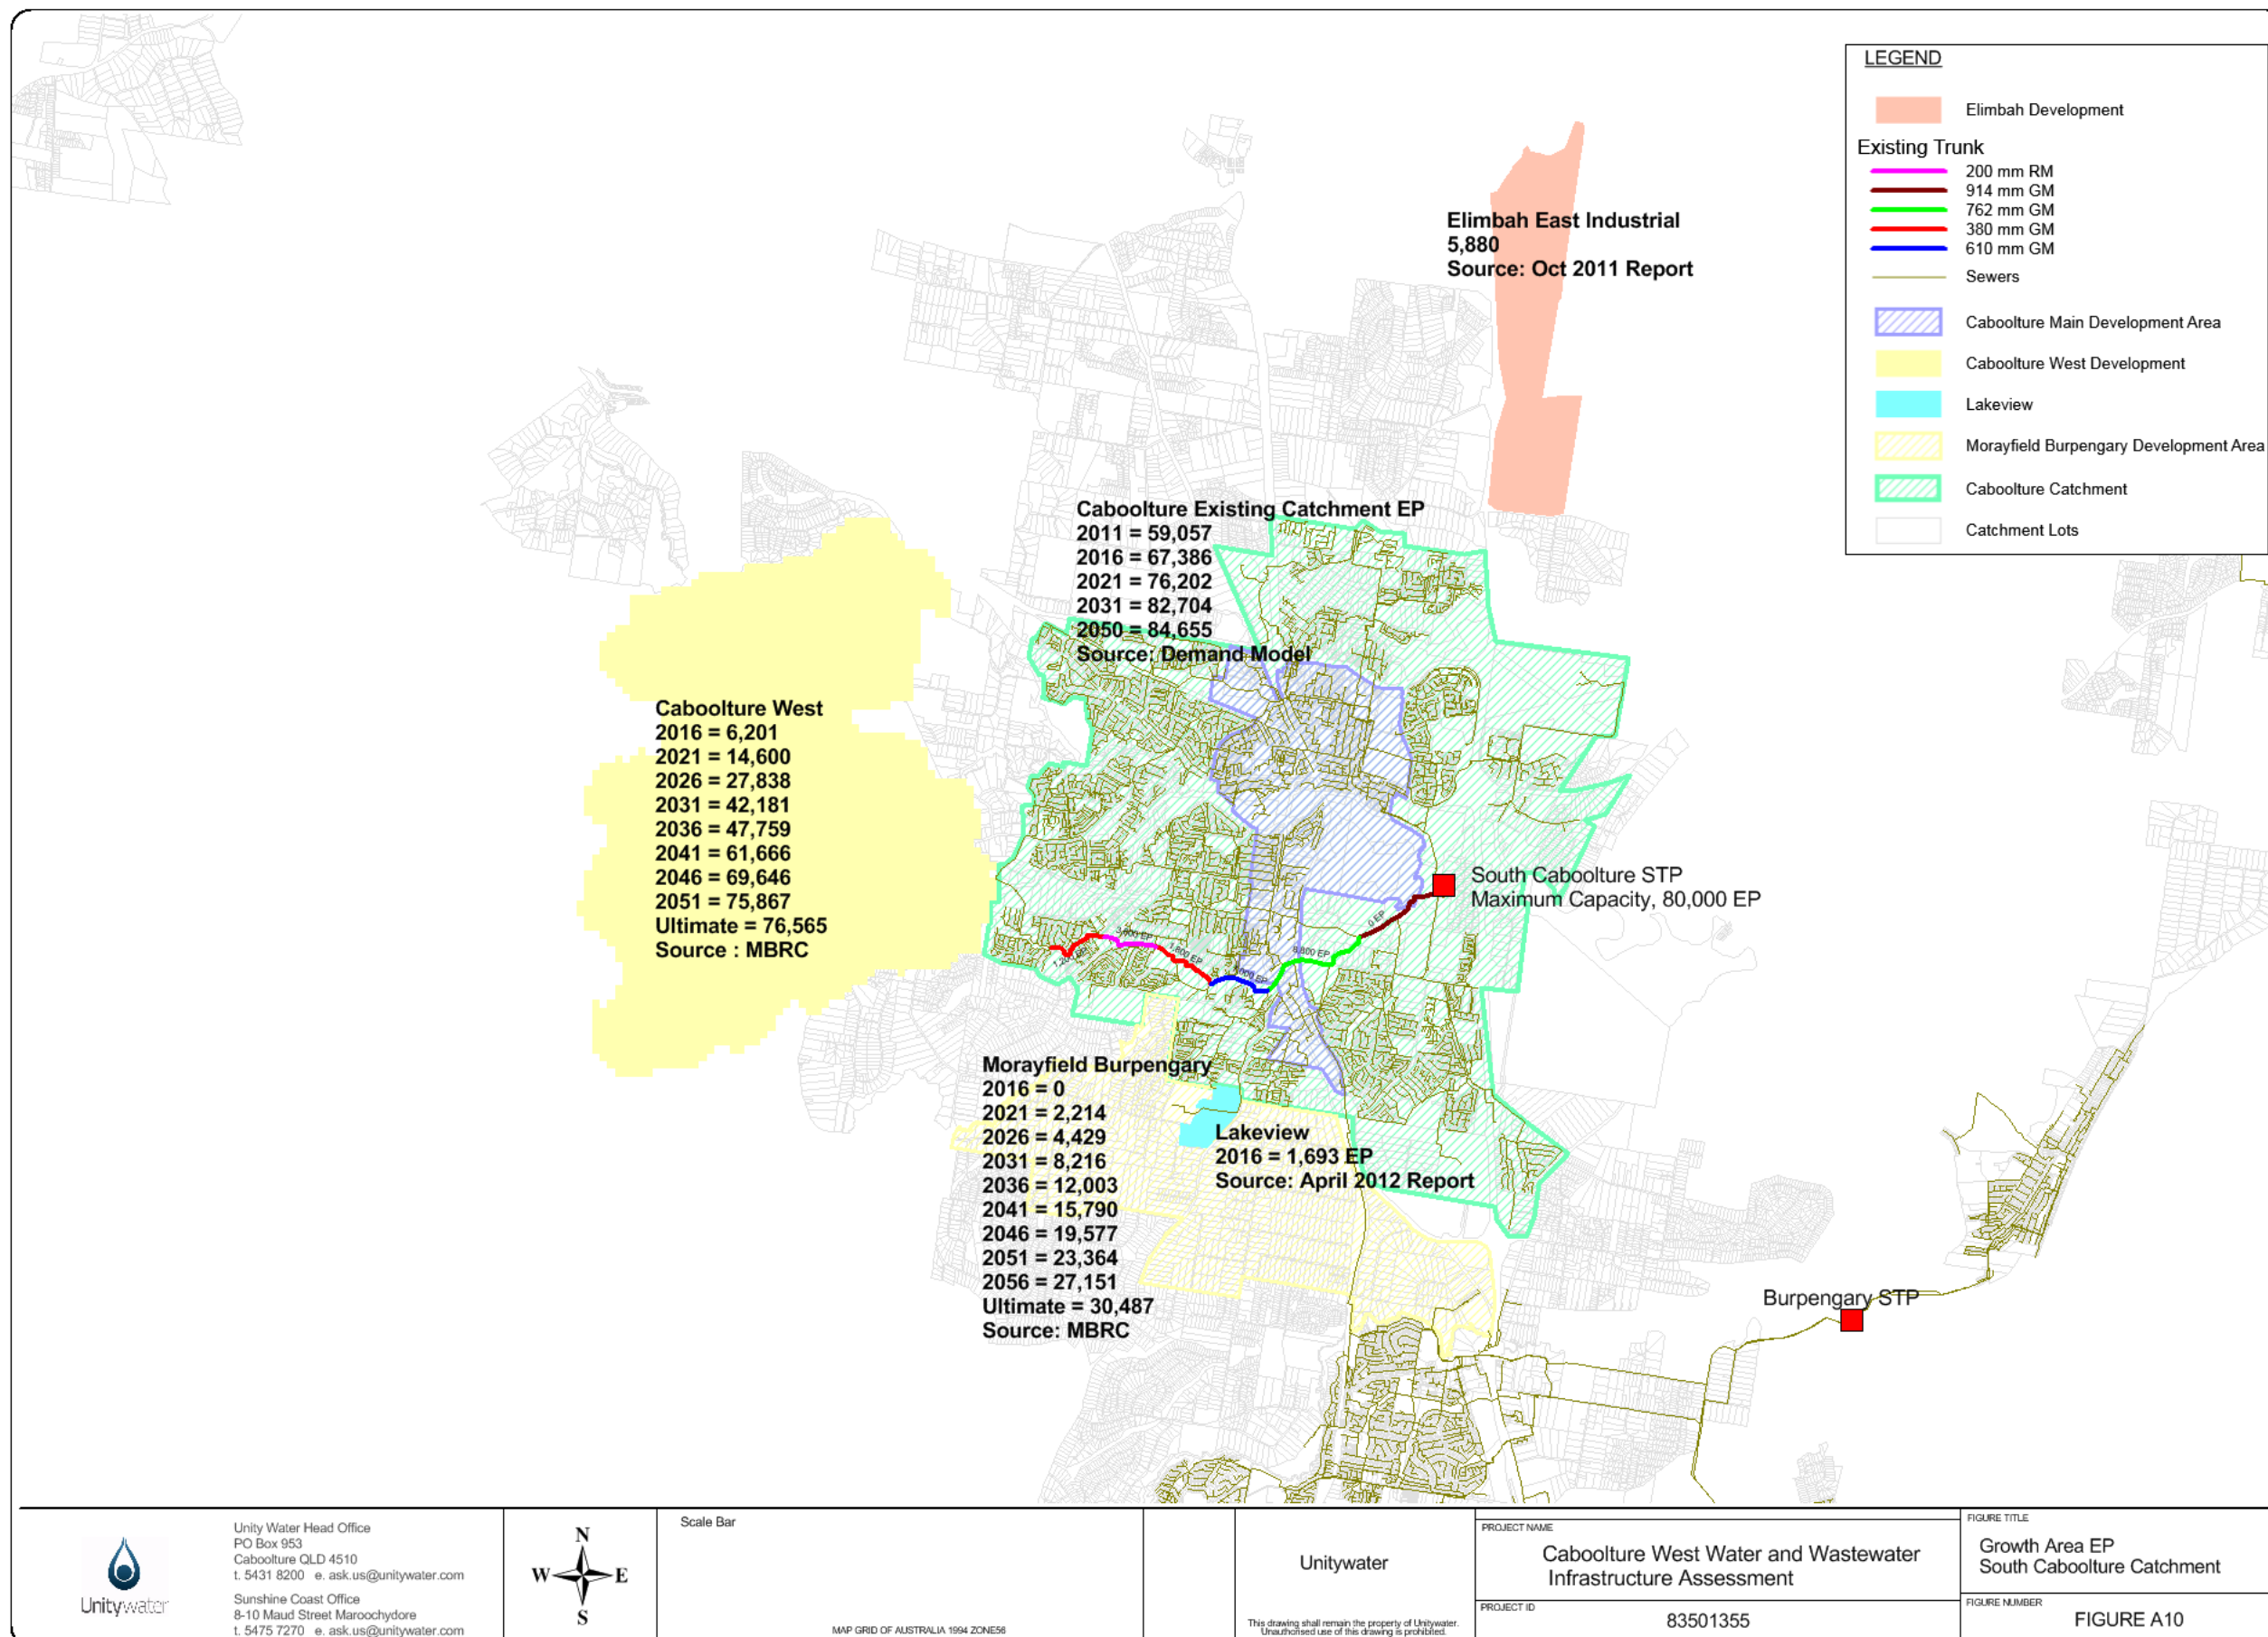 LEGEND
Elimbah Development
Existing Trunk
200 mm RM
914 mm GM
762 mm GM
380 mm GM
610 mm GM
Sewers
Caboolture Main Development Area
Caboolture West Development
Lakeview
Morayfield Burpengary Development Area
Caboolture Catchment
Catchment Lots
Elimbah East Industrial
5,880
Source: Oct 2011 Report
Caboolture Existing Catchment EP
2011 = 59,057
2016 = 67,386
2021 = 76,202
2031 = 82,704
2050 = 84,655
Source: Demand Model
Caboolture West
2016 = 6,201
2021 = 14,600
2026 = 27,838
2031 = 42,181
2036 = 47,759
2041 = 61,666
2046 = 69,646
2051 = 75,867
Ultimate = 76,565
Source : MBRC
South Caboolture STP
Maximum Capacity, 80,000 EP
0 EP
8,800 EP
1,800 EP
1,200 EP
Morayfield Burpengary
2016 = 0
2021 = 2,214
2026 = 4,429
2031 = 8,216
2036 = 12,003
2041 = 15,790
2046 = 19,577
2051 = 23,364
2056 = 27,151
Ultimate = 30,487
Source: MBRC
Lakeview
2016 = 1,693 EP
Source: April 2012 Report
Burpengary STP
Unitywater
Unity Water Head Office
PO Box 953
Caboolture QLD 4510
t. 5431 8200 e. ask.us@unitywater.com
Sunshine Coast Office
8-10 Maud Street Maroochydore
t. 5475 7270 e. ask.us@unitywater.com
N
W E
S
Scale Bar
MAP GRID OF AUSTRALIA 1994 ZONE56
Unitywater
This drawing shall remain the property of Unitywater.
Unauthorised use of this drawing is prohibited.
PROJECT NAME
Caboolture West Water and Wastewater
Infrastructure Assessment
PROJECT ID
83501355
FIGURE TITLE
Growth Area EP
South Caboolture Catchment
FIGURE NUMBER
FIGURE A10